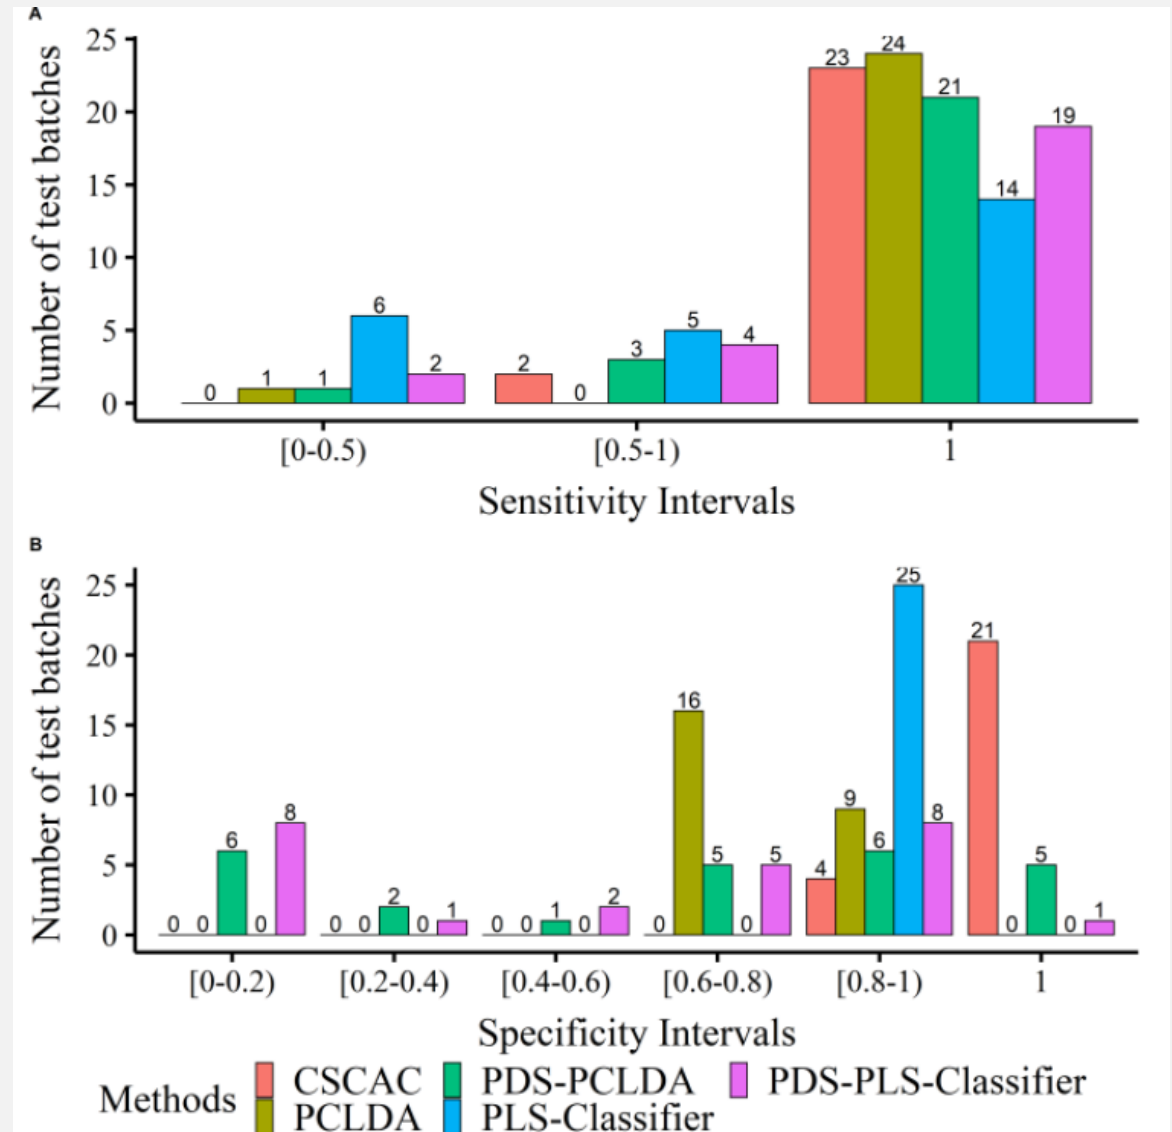 A
Number of test batches
25
20
15
10
5
0
0 1 1 6 2
2 0 3 5 4
23 24 21 14 19
[0-0.5) [0.5-1) 1
Sensitivity Intervals
B
Number of test batches
25
20
15
10
5
0
0 0 6 0 8
0 0 2 0 1
0 0 1 0 2
0 16 5 0 5
4 9 6 25 8
21 0 5 0 1
[0-0.2) [0.2-0.4) [0.4-0.6) [0.6-0.8) [0.8-1) 1
Specificity Intervals
Methods
CSCAC PDS-PCLDA PDS-PLS-Classifier
PCLDA PLS-Classifier